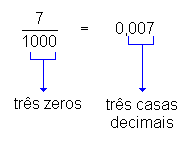 7
1000
=
0,007
três zeros
três casas
decimais